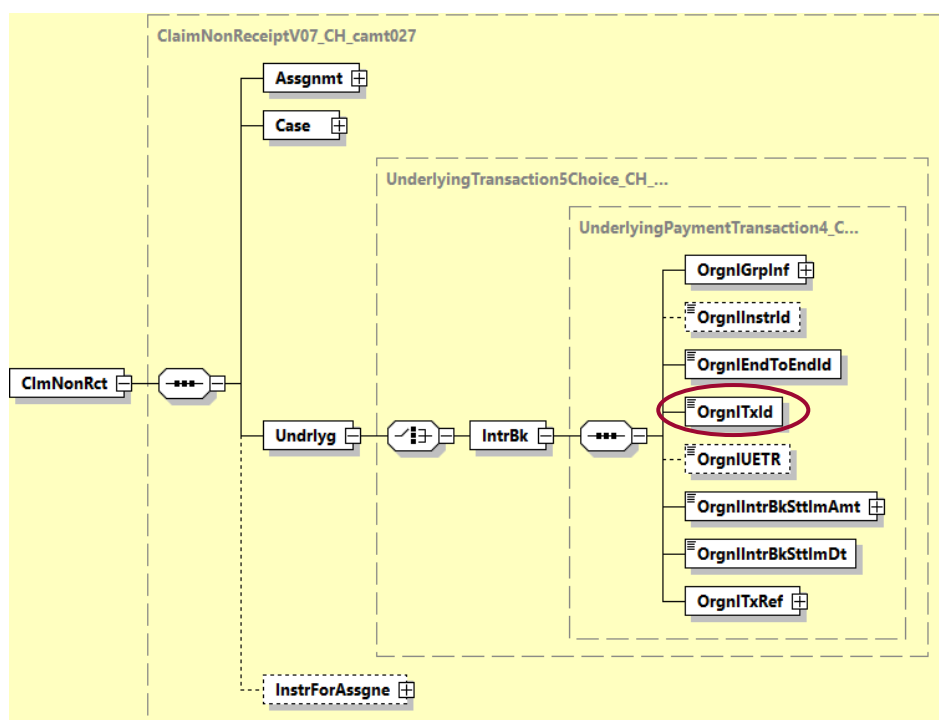 ClaimNonReceiptV07_CH_camt027
Assgnmt
Case
UnderlyingTransaction5Choice_CH_...
UnderlyingPaymentTransaction4_C...
OrgnlGrpInf
OrgnlInstrId
OrgnlEndToEndId
ClmNonRct
OrgnlTxId
Undrlyg
IntrBk
OrgnlUETR
OrgnlIntrBkSttlmAmt
OrgnlIntrBkSttlmDt
OrgnlTxRef
InstrForAssgne